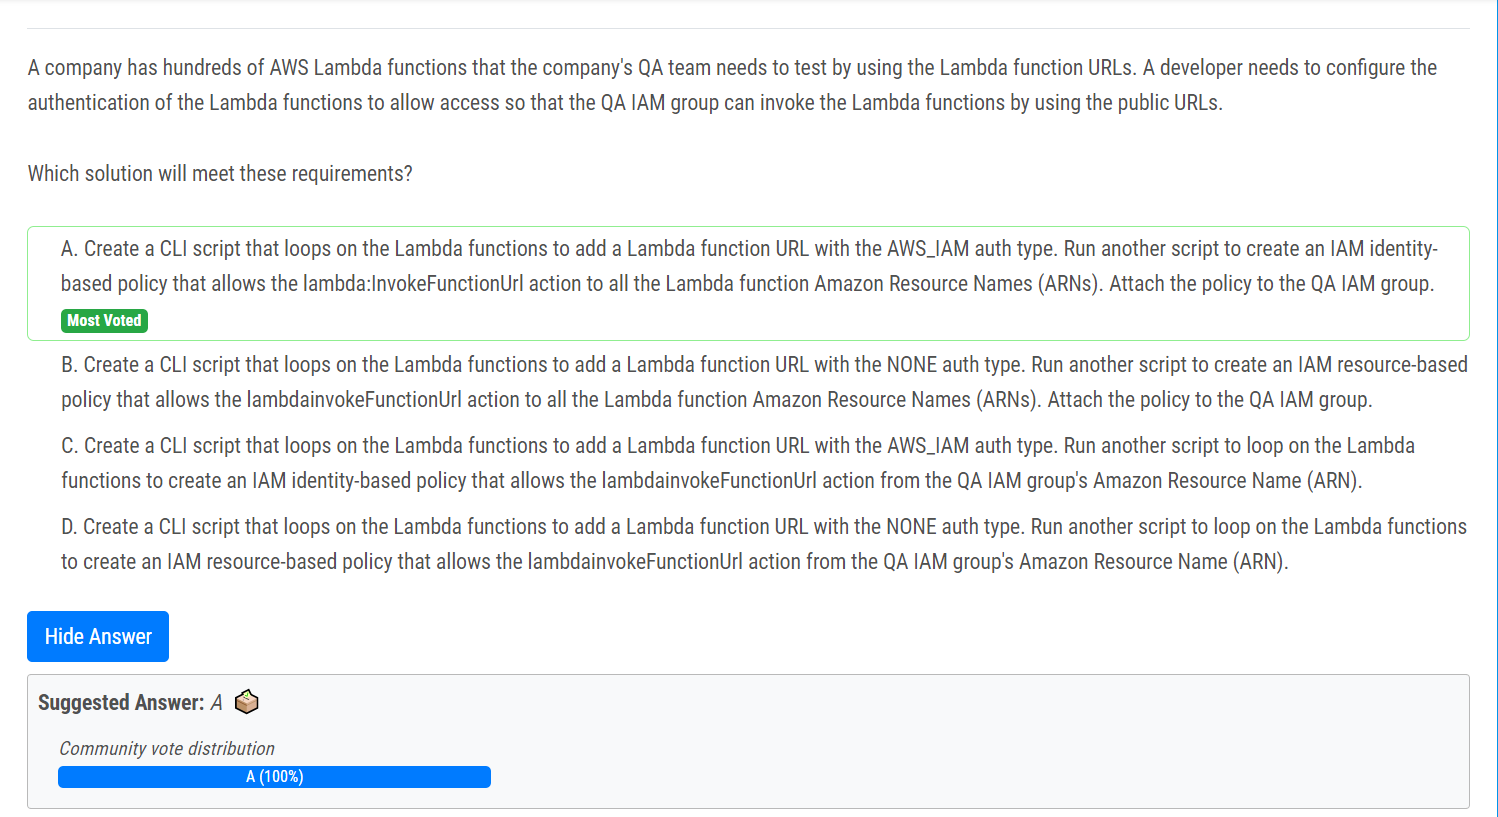 A company has hundreds of AWS Lambda functions that the company's QA team needs to test by using the Lambda function URLs. A developer needs to configure the
authentication of the Lambda functions to allow access so that the QA IAM group can invoke the Lambda functions by using the public URLs.
Which solution will meet these requirements?
A. Create a CLI script that loops on the Lambda functions to add a Lambda function URL with the AWS_IAM auth type. Run another script to create an IAM identity-
based policy that allows the lambda:InvokeFunctionUrl action to all the Lambda function Amazon Resource Names (ARNs). Attach the policy to the QA IAM group.
Most Voted
B. Create a CLI script that loops on the Lambda functions to add a Lambda function URL with the NONE auth type. Run another script to create an IAM resource-based
policy that allows the lambdainvokeFunctionUrl action to all the Lambda function Amazon Resource Names (ARNs). Attach the policy to the QA IAM group.
C. Create a CLI script that loops on the Lambda functions to add a Lambda function URL with the AWS_IAM auth type. Run another script to loop on the Lambda
functions to create an IAM identity-based policy that allows the lambdainvokeFunctionUrl action from the QA IAM group's Amazon Resource Name (ARN).
D. Create a CLI script that loops on the Lambda functions to add a Lambda function URL with the NONE auth type. Run another script to loop on the Lambda functions
to create an IAM resource-based policy that allows the lambdainvokeFunctionUrl action from the QA IAM group's Amazon Resource Name (ARN).
Hide Answer
Suggested Answer: A
Community vote distribution
A (100%)